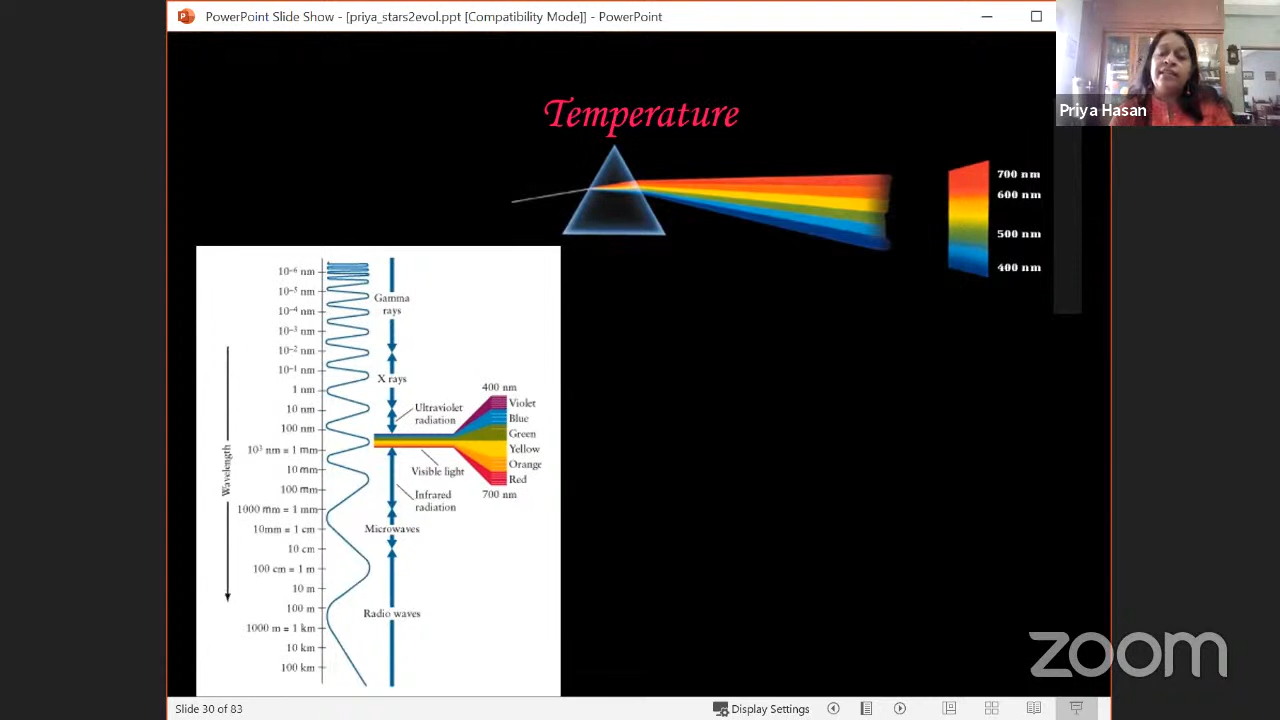 PowerPoint Slide Show - [priya_stars2evol.ppt [Compatibility Mode]] - PowerPoint
Priya Hasan
Temperature
700 nm
600 nm
500 nm
400 nm
10⁻⁶ nm
10⁻⁵ nm
10⁻⁴ nm
10⁻³ nm
10⁻² nm
10⁻¹ nm
1 nm
10 nm
100 nm
10³ nm = 1 mm
10 mm
100 mm
1000 mm = 1 mm
10mm = 1 cm
10 cm
100 cm = 1 m
10 m
100 m
1000 m = 1 km
10 km
100 km
Wavelength
Gamma
rays
X rays
Ultraviolet
radiation
Visible light
Infrared
radiation
Microwaves
Radio waves
400 nm
Violet
Blue
Green
Yellow
Orange
Red
700 nm
zoom
Slide 30 of 83
Display Settings